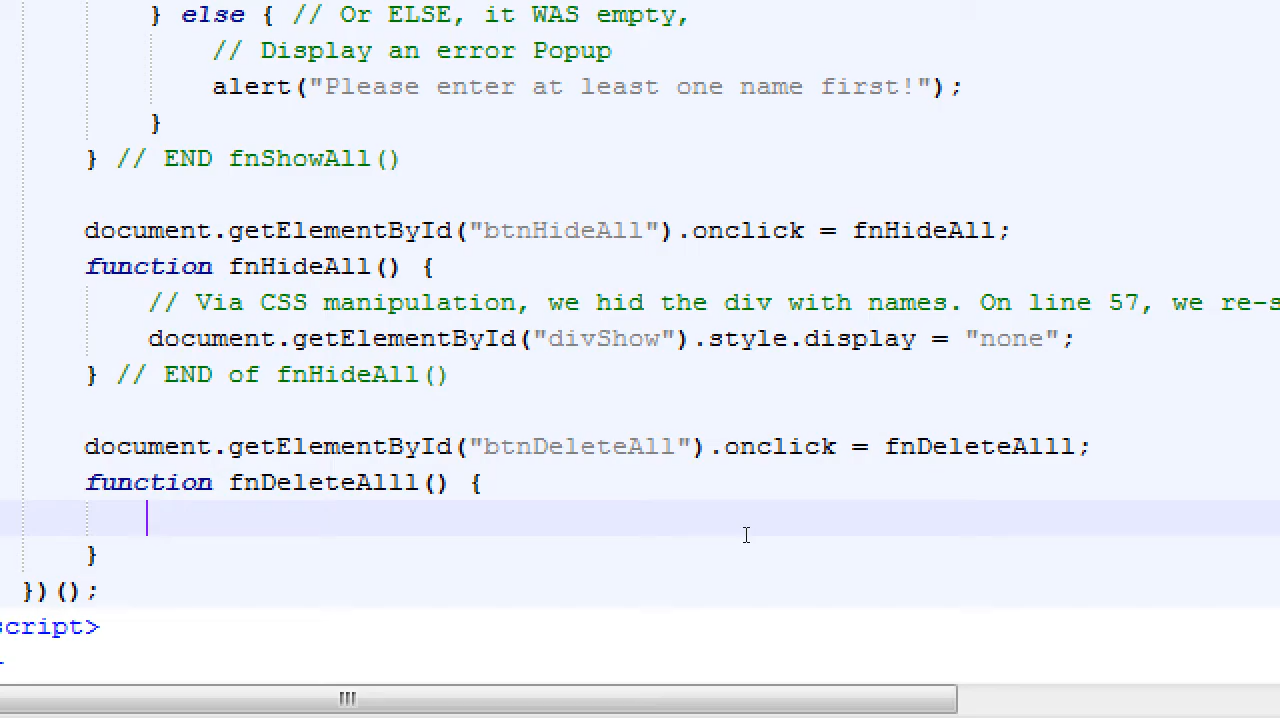 } else { // Or ELSE, it WAS empty,
// Display an error Popup
alert("Please enter at least one name first!");
}
} // END fnShowAll()
document.getElementById("btnHideAll").onclick = fnHideAll;
function fnHideAll() {
// Via CSS manipulation, we hid the div with names. On line 57, we re-s
document.getElementById("divShow").style.display = "none";
} // END of fnHideAll()
document.getElementById("btnDeleteAll").onclick = fnDeleteAlll;
function fnDeleteAlll() {
}
})();
script>